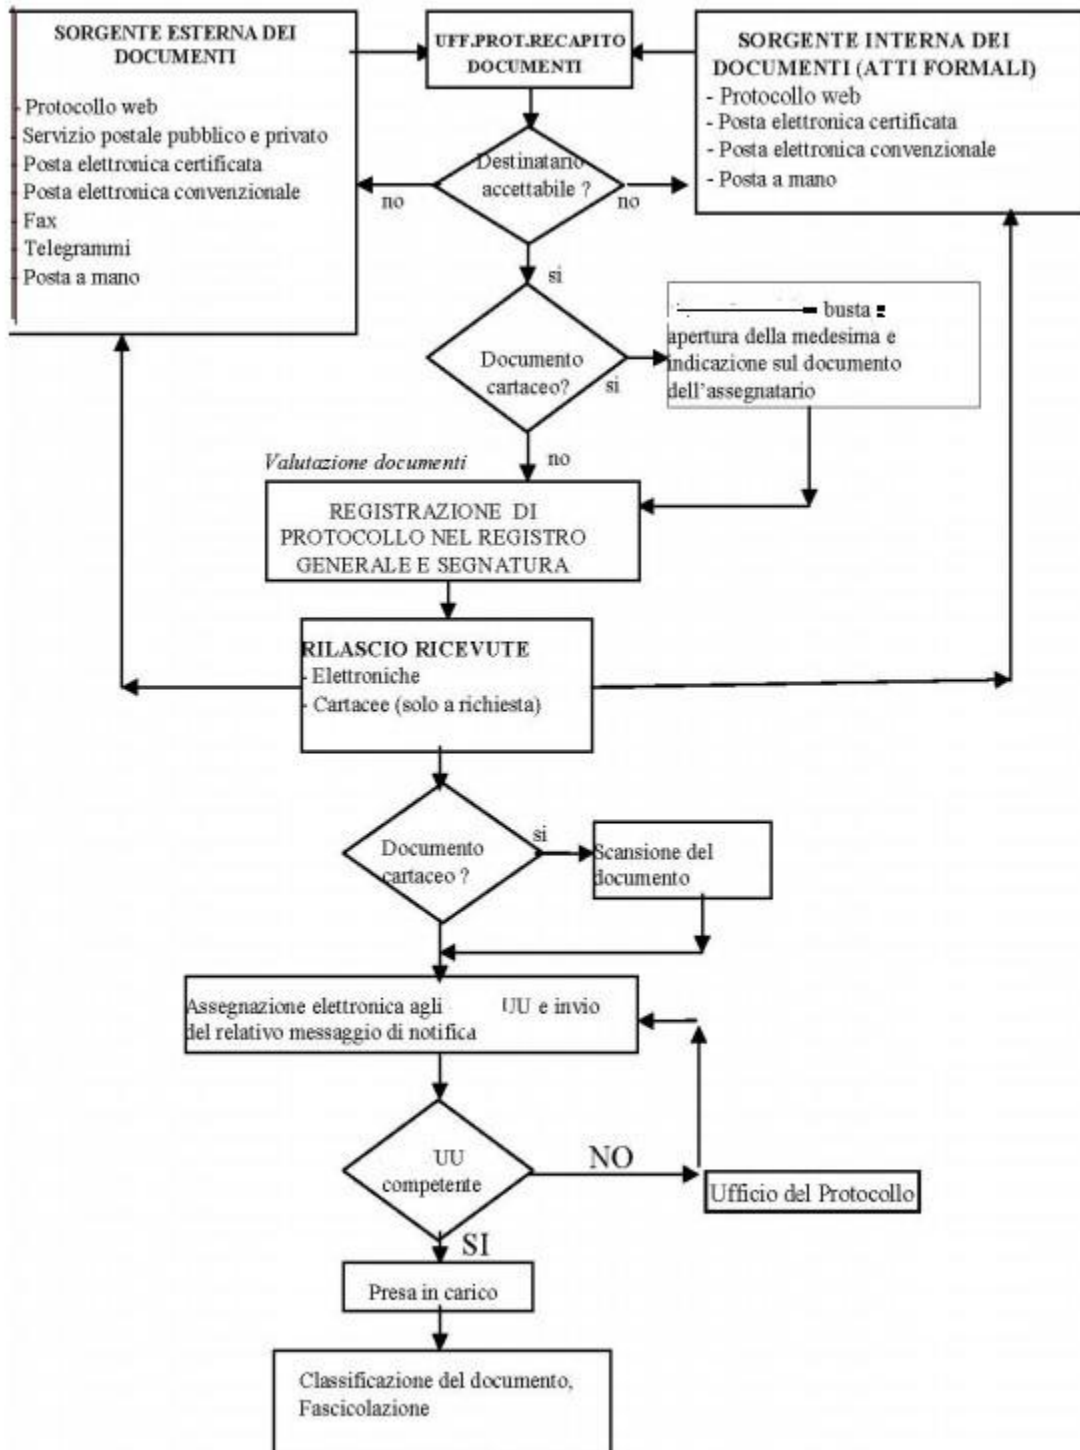 SORGENTE ESTERNA DEI
DOCUMENTI
- Protocollo web
- Servizio postale pubblico e privato
- Posta elettronica certificata
- Posta elettronica convenzionale
- Fax
- Telegrammi
- Posta a mano
UFF.PROT.RECAPITO
DOCUMENTI
SORGENTE INTERNA DEI
DOCUMENTI (ATTI FORMALI)
- Protocollo web
- Posta elettronica certificata
- Posta elettronica convenzionale
- Posta a mano
Destinatario
accettabile ?
no
no
si
Documento
cartaceo?
si
busta
apertura della medesima e
indicazione sul documento
dell'assegnatario
no
Valutazione documenti
REGISTRAZIONE DI
PROTOCOLLO NEL REGISTRO
GENERALE E SEGNATURA
RILASCIO RICEVUTE
- Elettroniche
- Cartacee (solo a richiesta)
Documento
cartaceo ?
si
Scansione del
documento
Assegnazione elettronica agli UU e invio
del relativo messaggio di notifica
UU
competente
NO
Ufficio del Protocollo
SI
Presa in carico
Classificazione del documento,
Fascicolazione